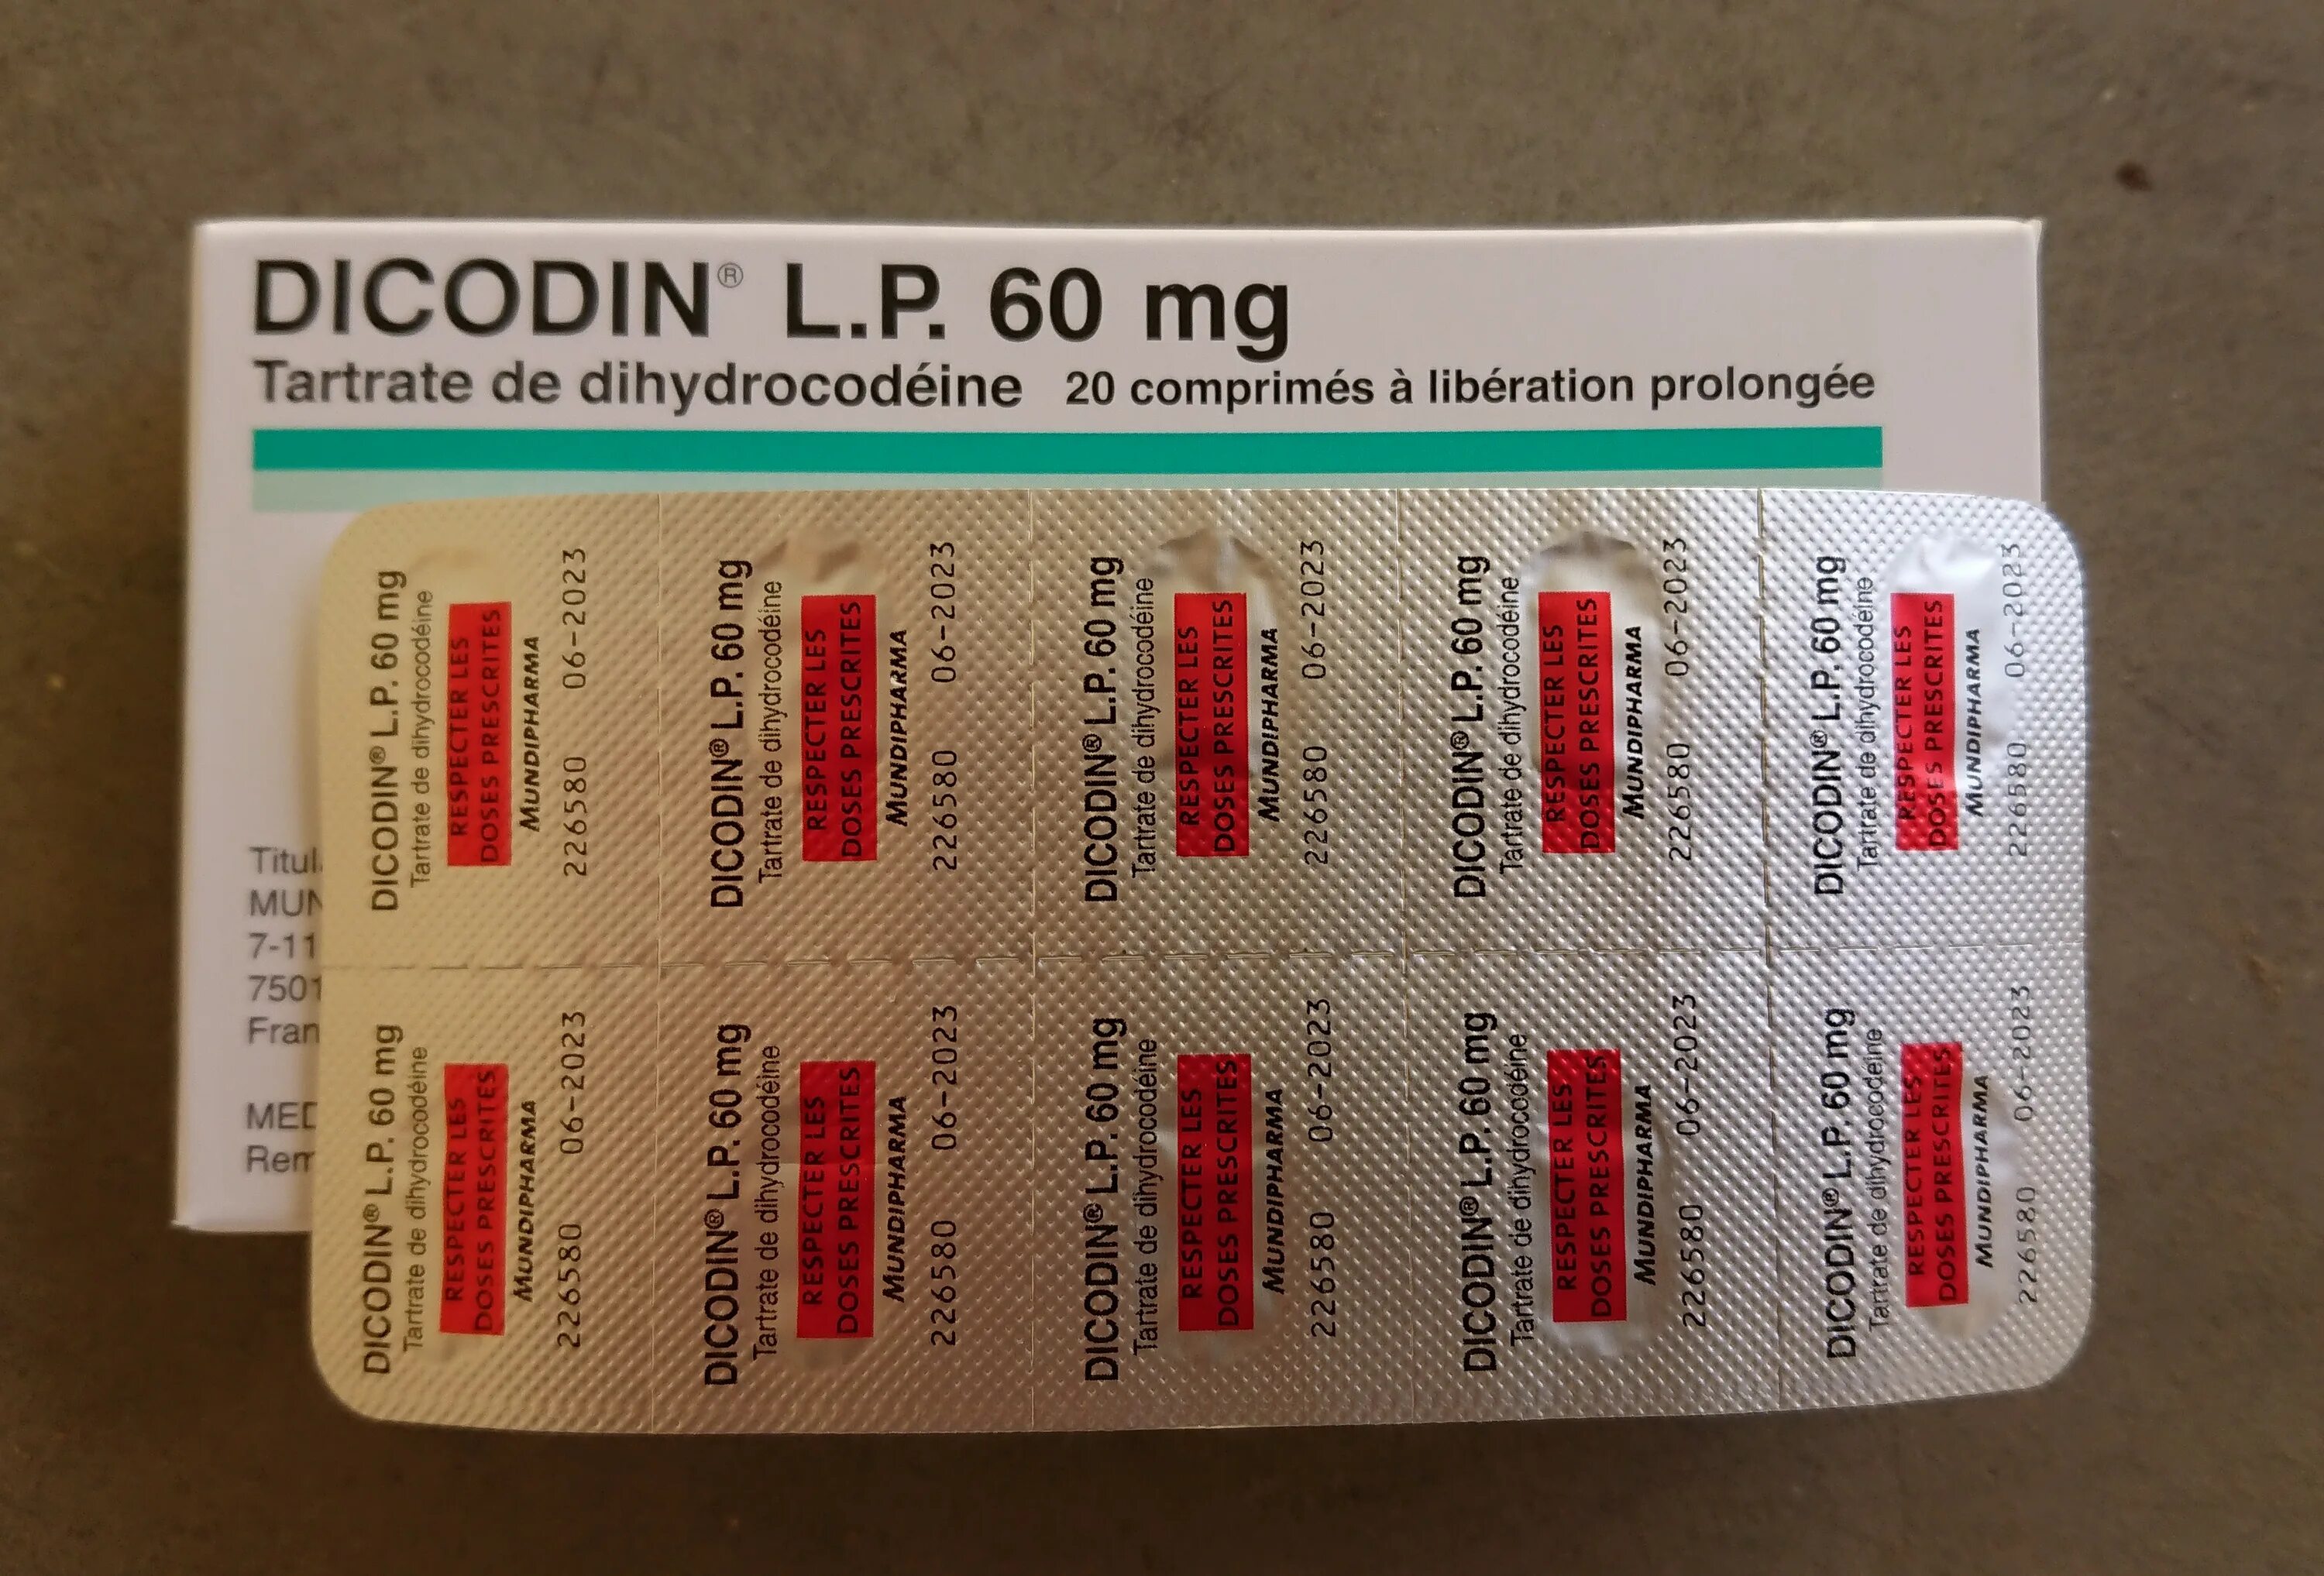 DICODIN® L.P. 60 mg
Tartrate de dihydrocodéine 20 comprimés à libération prolongée
DICODIN® L.P. 60 mg
Tartrate de dihydrocodéine
RESPECTER LES
DOSES PRESCRITES
MUNDIPHARMA
226580 06-2023
DICODIN® L.P. 60 mg
Tartrate de dihydrocodéine
RESPECTER LES
DOSES PRESCRITES
MUNDIPHARMA
226580 06-2023
DICODIN® L.P. 60 mg
Tartrate de dihydrocodéine
RESPECTER LES
DOSES PRESCRITES
MUNDIPHARMA
226580 06-2023
DICODIN® L.P. 60 mg
Tartrate de dihydrocodéine
RESPECTER LES
DOSES PRESCRITES
MUNDIPHARMA
226580 06-2023
DICODIN® L.P. 60 mg
Tartrate de dihydrocodéine
RESPECTER LES
DOSES PRESCRITES
MUNDIPHARMA
226580 06-2023
DICODIN® L.P. 60 mg
Tartrate de dihydrocodéine
RESPECTER LES
DOSES PRESCRITES
MUNDIPHARMA
226580 06-2023
DICODIN® L.P. 60 mg
Tartrate de dihydrocodéine
RESPECTER LES
DOSES PRESCRITES
MUNDIPHARMA
226580 06-2023
DICODIN® L.P. 60 mg
Tartrate de dihydrocodéine
RESPECTER LES
DOSES PRESCRITES
MUNDIPHARMA
226580 06-2023
DICODIN® L.P. 60 mg
Tartrate de dihydrocodéine
RESPECTER LES
DOSES PRESCRITES
MUNDIPHARMA
226580 06-2023
DICODIN® L.P. 60 mg
Tartrate de dihydrocodéine
RESPECTER LES
DOSES PRESCRITES
MUNDIPHARMA
226580 06-2023
7-11